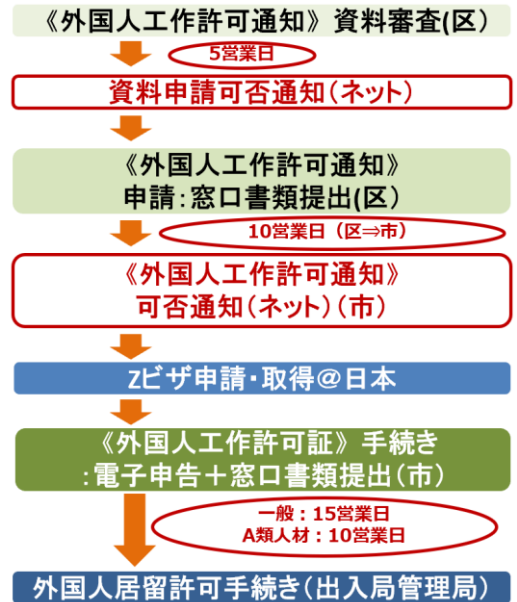 《外国人工作許可通知》資料審査(区)
5営業日
資料申請可否通知(ネット)
《外国人工作許可通知》
申請:窓口書類提出(区)
10営業日（区⇒市）
《外国人工作許可通知》
可否通知(ネット)(市)
Zビザ申請・取得＠日本
《外国人工作許可証》手続き
:電子申告＋窓口書類提出(市)
一般：15営業日
A類人材：10営業日
外国人居留許可手続き(出入局管理局)